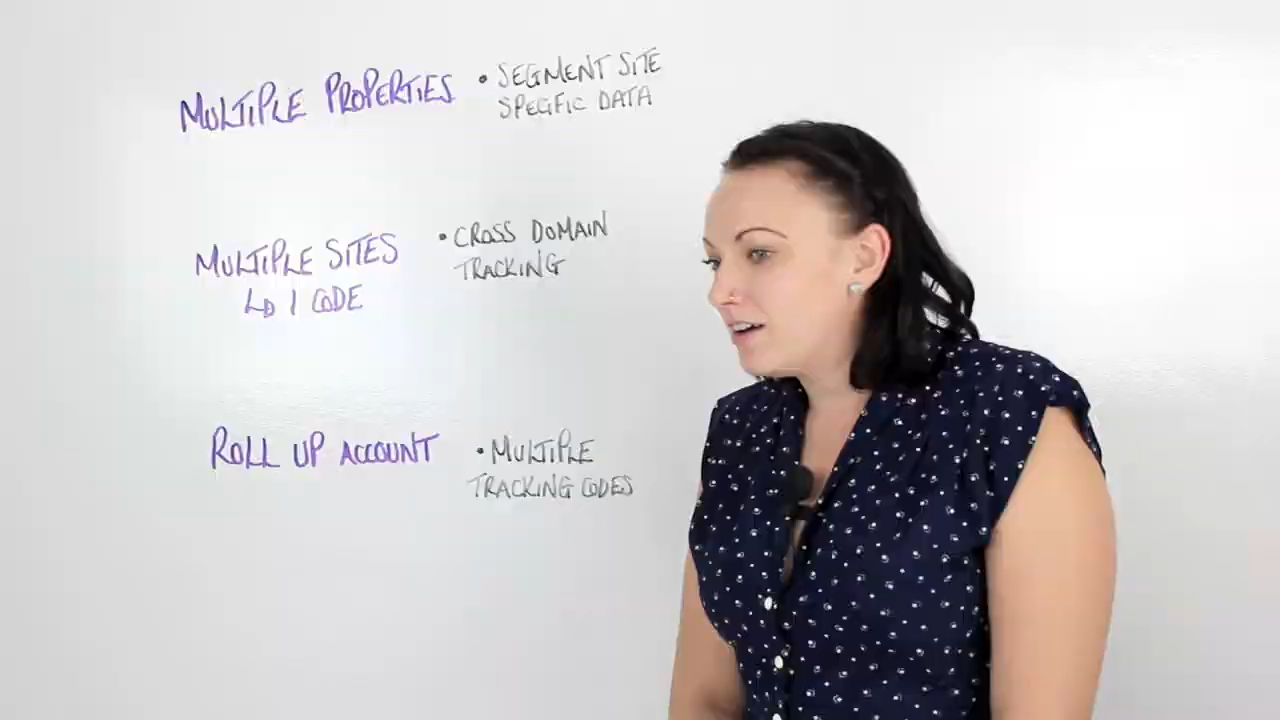 MULTIPLE PROPERTIES
• SEGMENT SITE
SPECIFIC DATA
MULTIPLE SITES
↳ 1 CODE
• CROSS DOMAIN
TRACKING
ROLL UP ACCOUNT
• MULTIPLE
TRACKING CODES